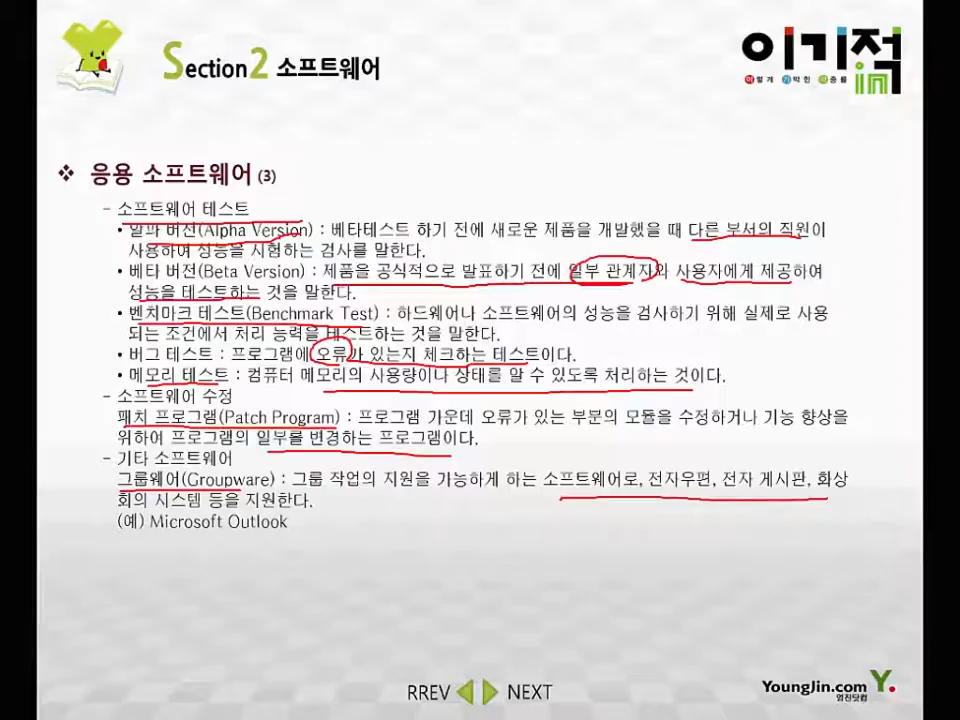 Section2 소프트웨어
이기적in
이렇게 기막힌 적중률
❖ 응용 소프트웨어 (3)
- 소프트웨어 테스트
• 알파 버전(Alpha Version) : 베타테스트 하기 전에 새로운 제품을 개발했을 때 다른 부서의 직원이
사용하여 성능을 시험하는 검사를 말한다.
• 베타 버전(Beta Version) : 제품을 공식적으로 발표하기 전에 일부 관계자와 사용자에게 제공하여
성능을 테스트하는 것을 말한다.
• 벤치마크 테스트(Benchmark Test) : 하드웨어나 소프트웨어의 성능을 검사하기 위해 실제로 사용
되는 조건에서 처리 능력을 테스트하는 것을 말한다.
• 버그 테스트 : 프로그램에 오류가 있는지 체크하는 테스트이다.
• 메모리 테스트 : 컴퓨터 메모리의 사용량이나 상태를 알 수 있도록 처리하는 것이다.
- 소프트웨어 수정
패치 프로그램(Patch Program) : 프로그램 가운데 오류가 있는 부분의 모듈을 수정하거나 기능 향상을
위하여 프로그램의 일부를 변경하는 프로그램이다.
- 기타 소프트웨어
그룹웨어(Groupware) : 그룹 작업의 지원을 가능하게 하는 소프트웨어로, 전자우편, 전자 게시판, 화상
회의 시스템 등을 지원한다.
(예) Microsoft Outlook
RREV NEXT
YoungJin.com Y.
영진닷컴